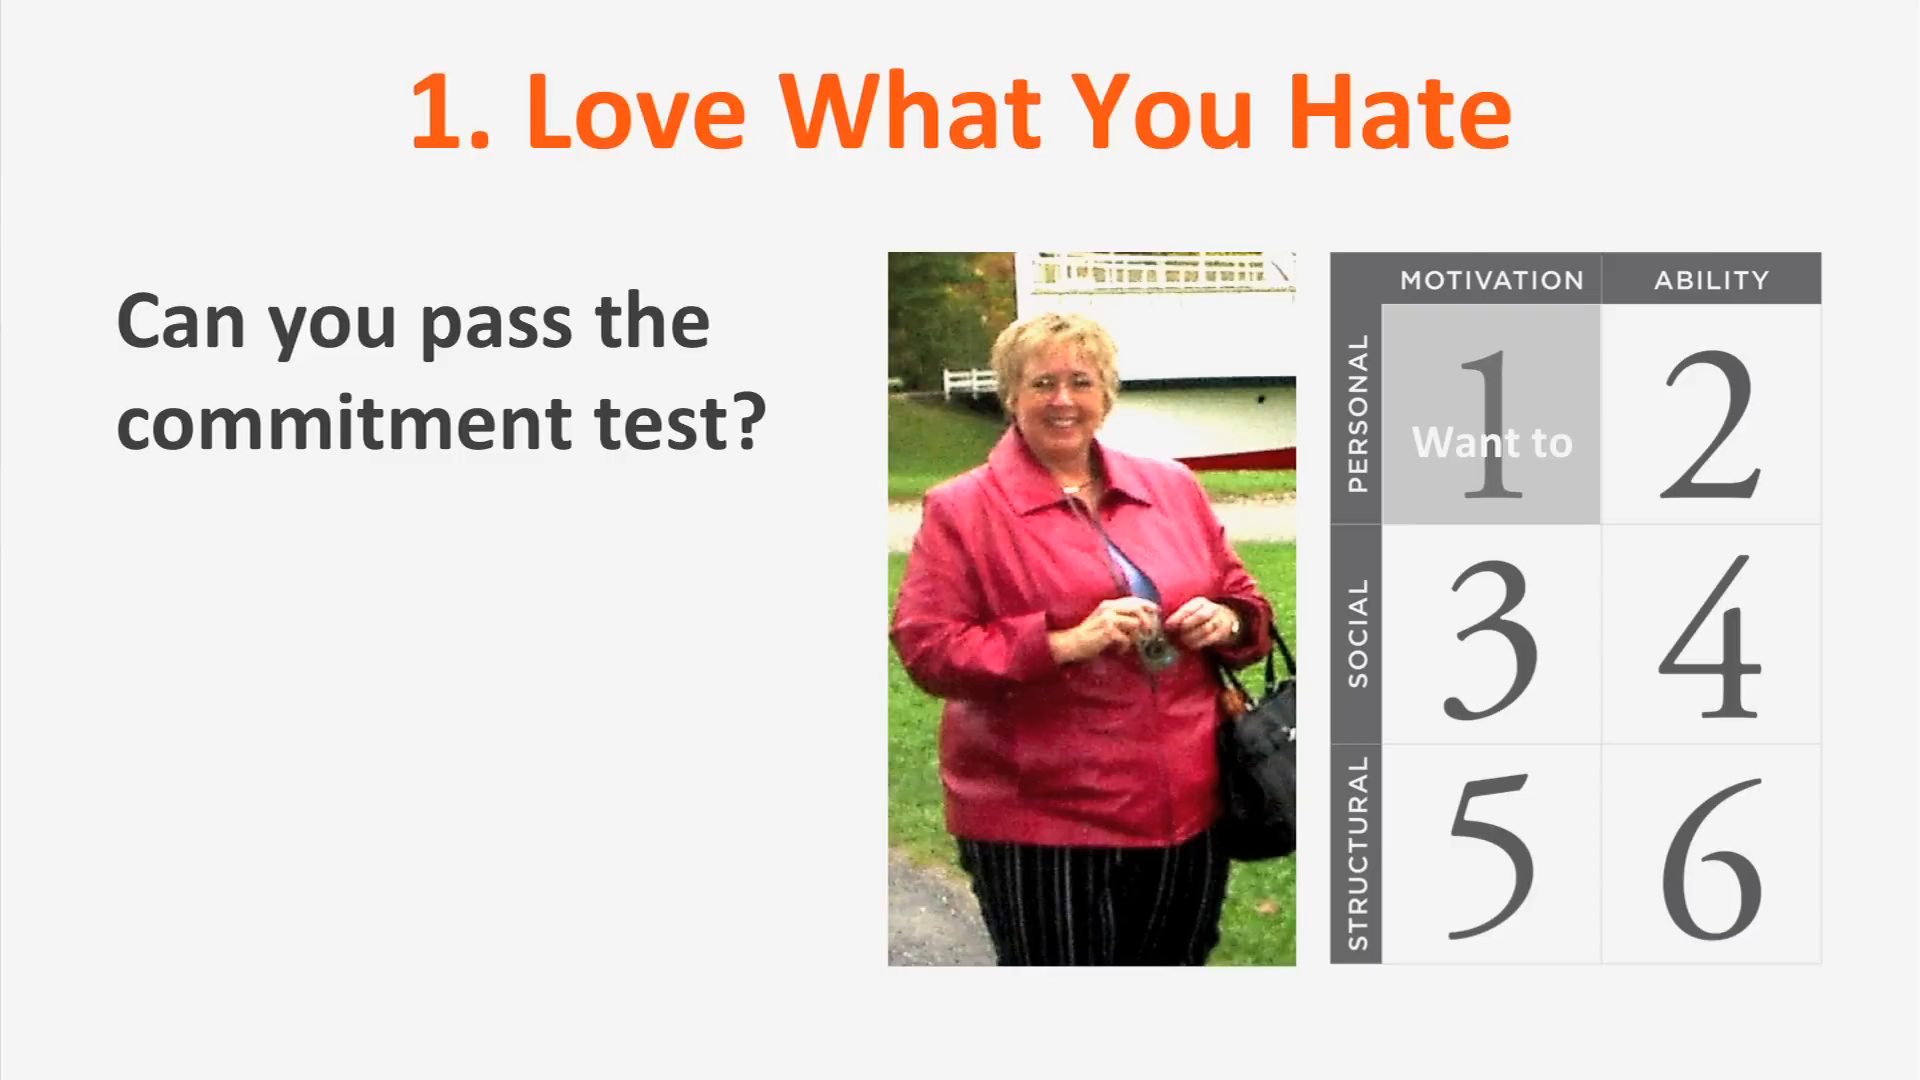 1. Love What You Hate
Can you pass the
commitment test?
MOTIVATION ABILITY
PERSONAL
1 2
Want to
SOCIAL
3 4
STRUCTURAL
5 6